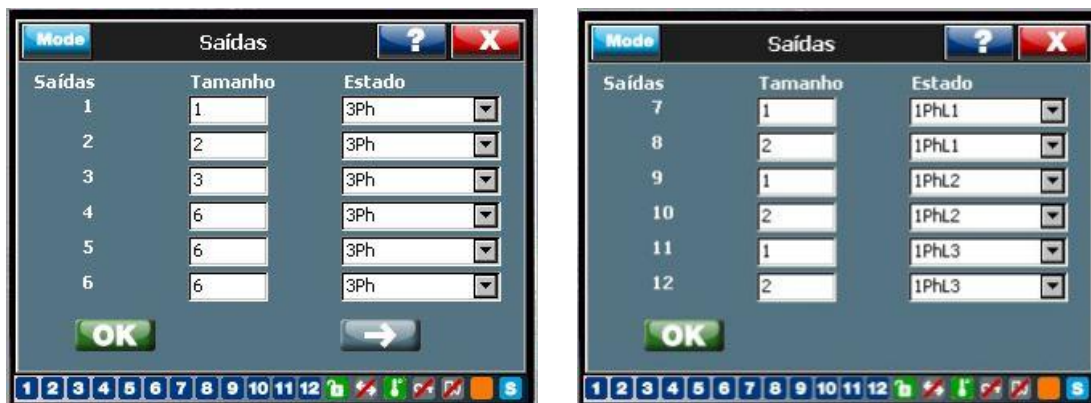 Mode Saídas ? X
Saídas Tamanho Estado
1 1 3Ph
2 2 3Ph
3 3 3Ph
4 6 3Ph
5 6 3Ph
6 6 3Ph
OK
1 2 3 4 5 6 7 8 9 10 11 12 S
Mode Saídas ? X
Saídas Tamanho Estado
7 1 1PhL1
8 2 1PhL1
9 1 1PhL2
10 2 1PhL2
11 1 1PhL3
12 2 1PhL3
OK
1 2 3 4 5 6 7 8 9 10 11 12 S